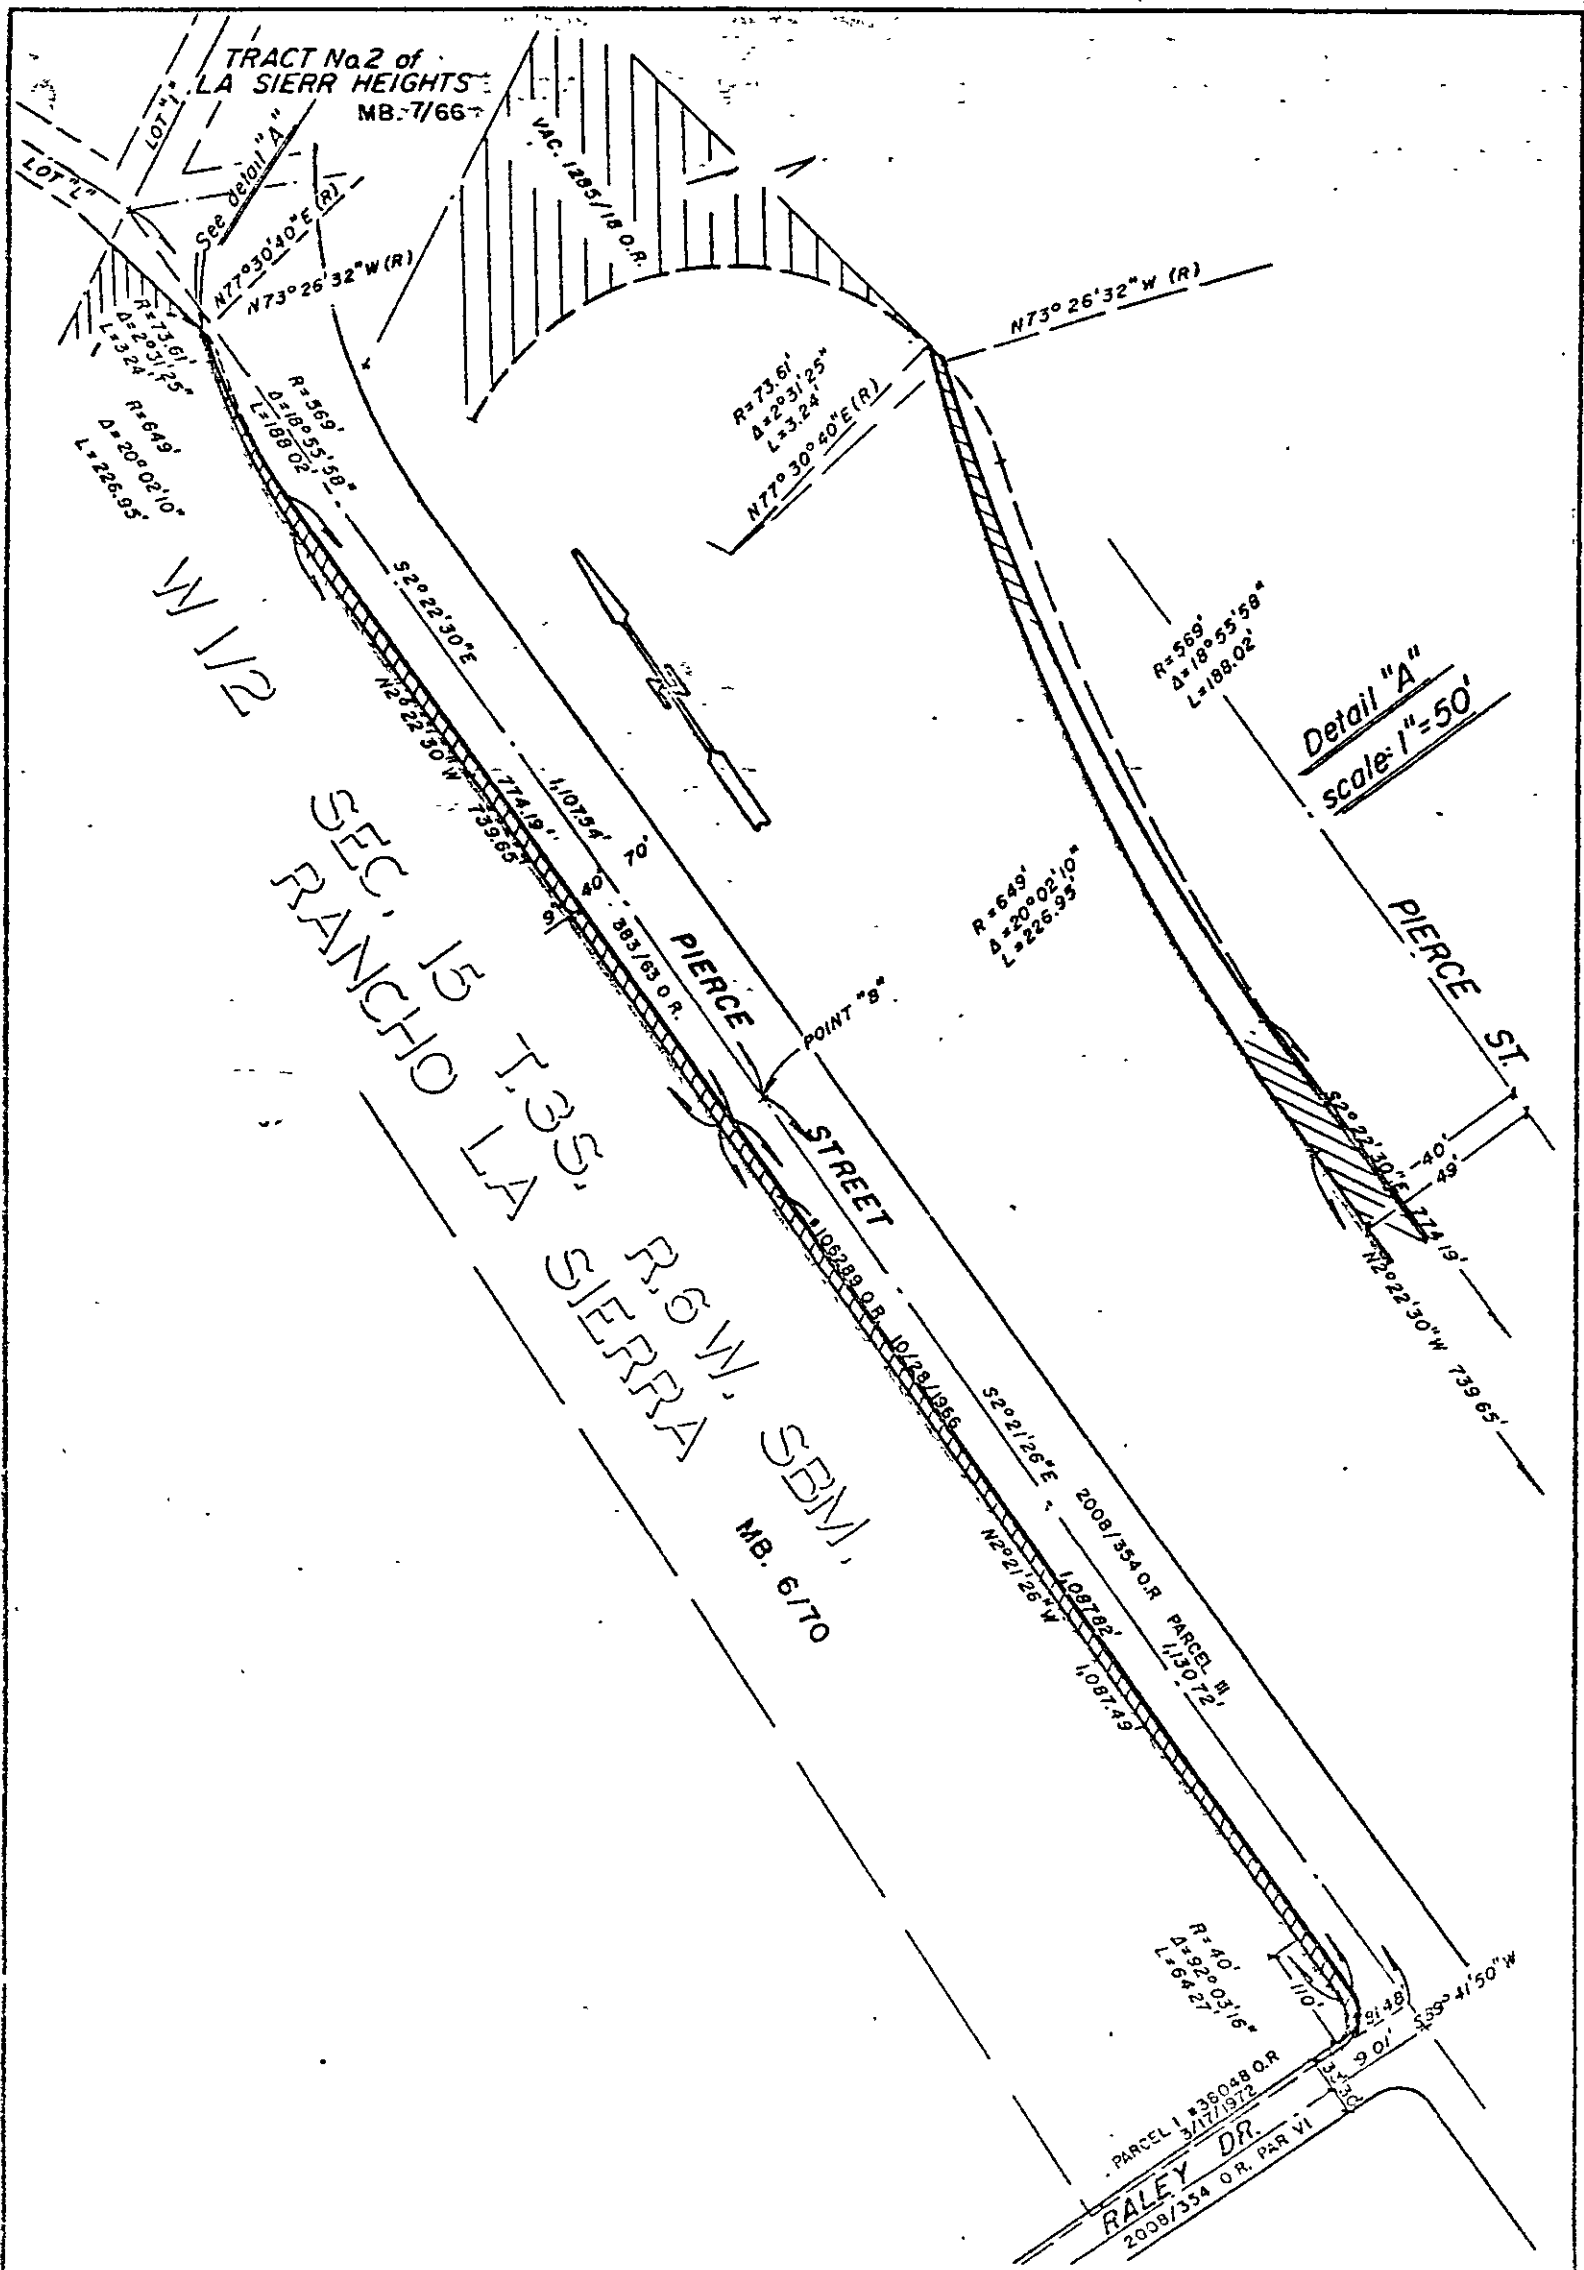 TRACT No.2 of
LA SIERR HEIGHTS
MB. 7/66
LOT "I"
LOT "L"
See detail "A"
N77°30'40"E (R)
N73°26'32"W (R)
VAC. 1285/18 O.R.
R=73.61'
Δ=2°31'25"
L=3.24'
R=649'
Δ=20°02'10"
L=226.95'
R=569'
Δ=18°55'58"
L=188.02'
N73°26'32"W (R)
R=73.61'
Δ=2°31'25"
L=3.24'
N77°30'40"E (R)
R=569'
Δ=18°55'58"
L=188.02'
Detail "A"
scale: 1"=50'
R=649'
Δ=20°02'10"
L=226.95'
PIERCE ST.
40'
49'
S2°22'30"E 774.19'
N2°22'30"W 739.65'
S2°22'30"E
1,107.54'
N2°22'30"W
774.19'
739.65'
70'
40'
9'
383/63 O.R.
PIERCE STREET
POINT "B"
W 1/2
SEC. 15 T.3S. R.6W. SBM,
RANCHO LA SIERRA
MB. 6/70
106289 O.R. 10/28/1966
S2°21'26"E
2008/354 O.R. PARCEL III
1,130.72'
N2°21'26"W
1,087.82'
1,087.49'
R=40'
Δ=92°03'16"
L=64.27'
110'
91.48'
S89°41'50"W
9.01'
PARCEL 1 #36048 O.R.
3/17/1972
RALEY DR.
2008/354 O.R. PAR VI